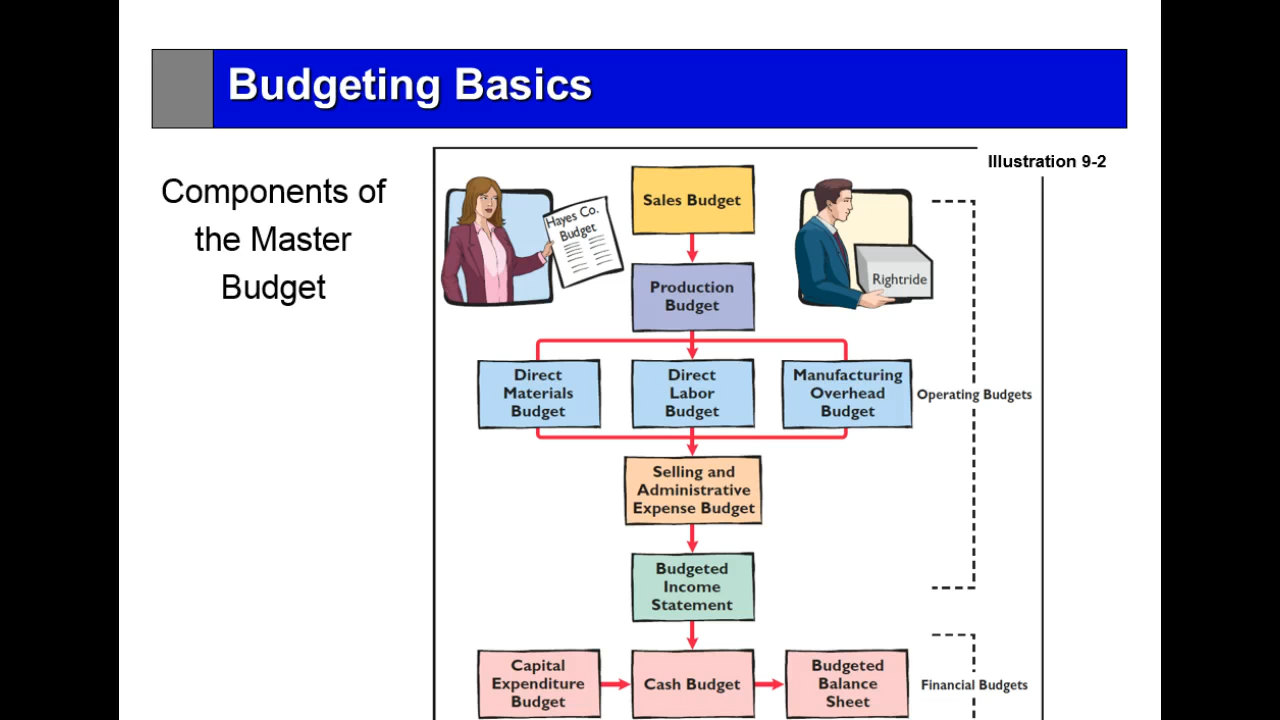 Budgeting Basics
Components of
the Master
Budget
Illustration 9-2
Hayes Co.
Budget
Sales Budget
Rightride
Production
Budget
Direct
Materials
Budget
Direct
Labor
Budget
Manufacturing
Overhead
Budget
Operating Budgets
Selling and
Administrative
Expense Budget
Budgeted
Income
Statement
Capital
Expenditure
Budget
Cash Budget
Budgeted
Balance
Sheet
Financial Budgets